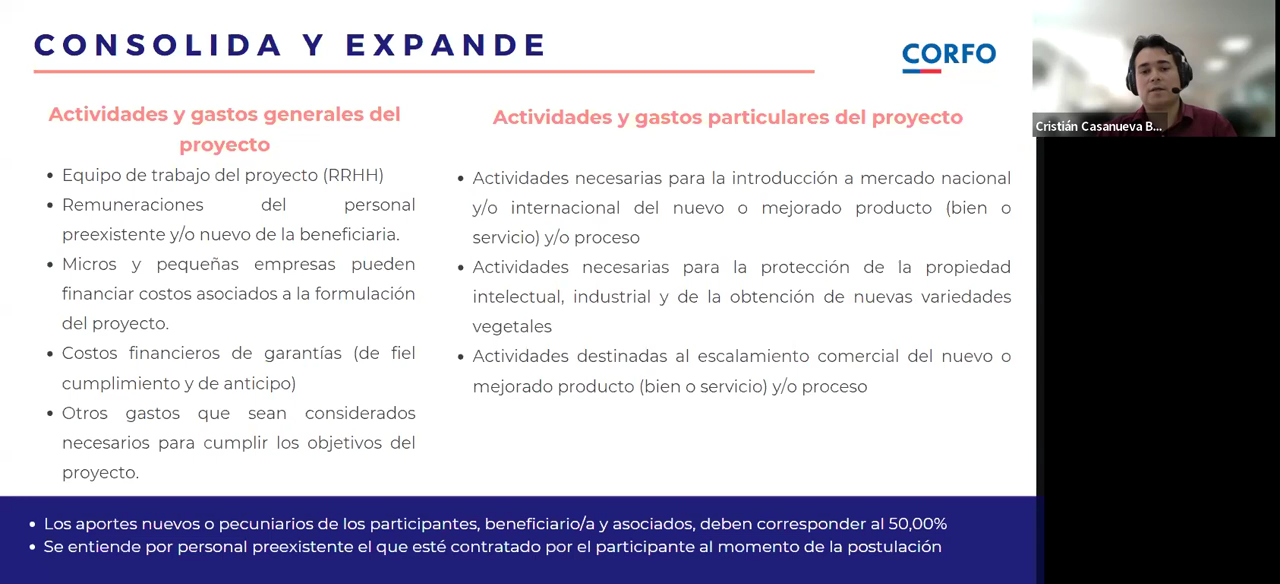 CONSOLIDA Y EXPANDE
CORFO
Cristián Casanueva B...
Actividades y gastos generales del
proyecto
• Equipo de trabajo del proyecto (RRHH)
• Remuneraciones del personal
preexistente y/o nuevo de la beneficiaria.
• Micros y pequeñas empresas pueden
financiar costos asociados a la formulación
del proyecto.
• Costos financieros de garantías (de fiel
cumplimiento y de anticipo)
• Otros gastos que sean considerados
necesarios para cumplir los objetivos del
proyecto.
Actividades y gastos particulares del proyecto
• Actividades necesarias para la introducción a mercado nacional
y/o internacional del nuevo o mejorado producto (bien o
servicio) y/o proceso
• Actividades necesarias para la protección de la propiedad
intelectual, industrial y de la obtención de nuevas variedades
vegetales
• Actividades destinadas al escalamiento comercial del nuevo o
mejorado producto (bien o servicio) y/o proceso
• Los aportes nuevos o pecuniarios de los participantes, beneficiario/a y asociados, deben corresponder al 50,00%
• Se entiende por personal preexistente el que esté contratado por el participante al momento de la postulación